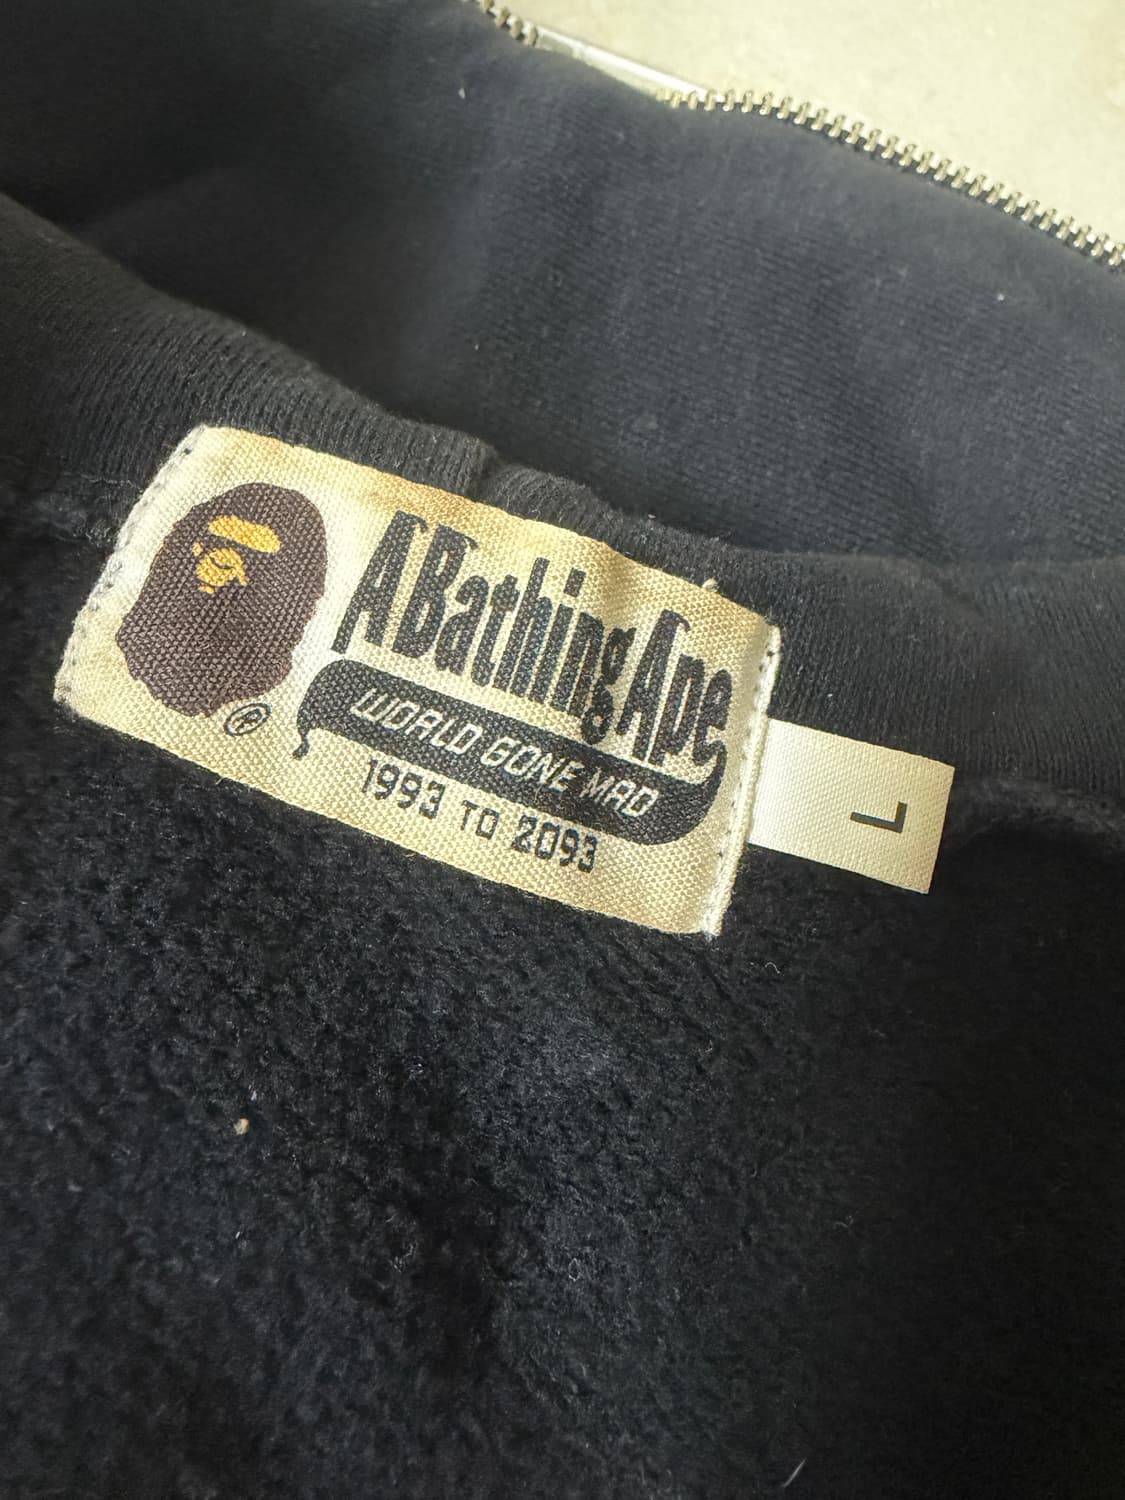 A Bathing Ape
WORLD GONE MAD
1993 TO 2093
®
L